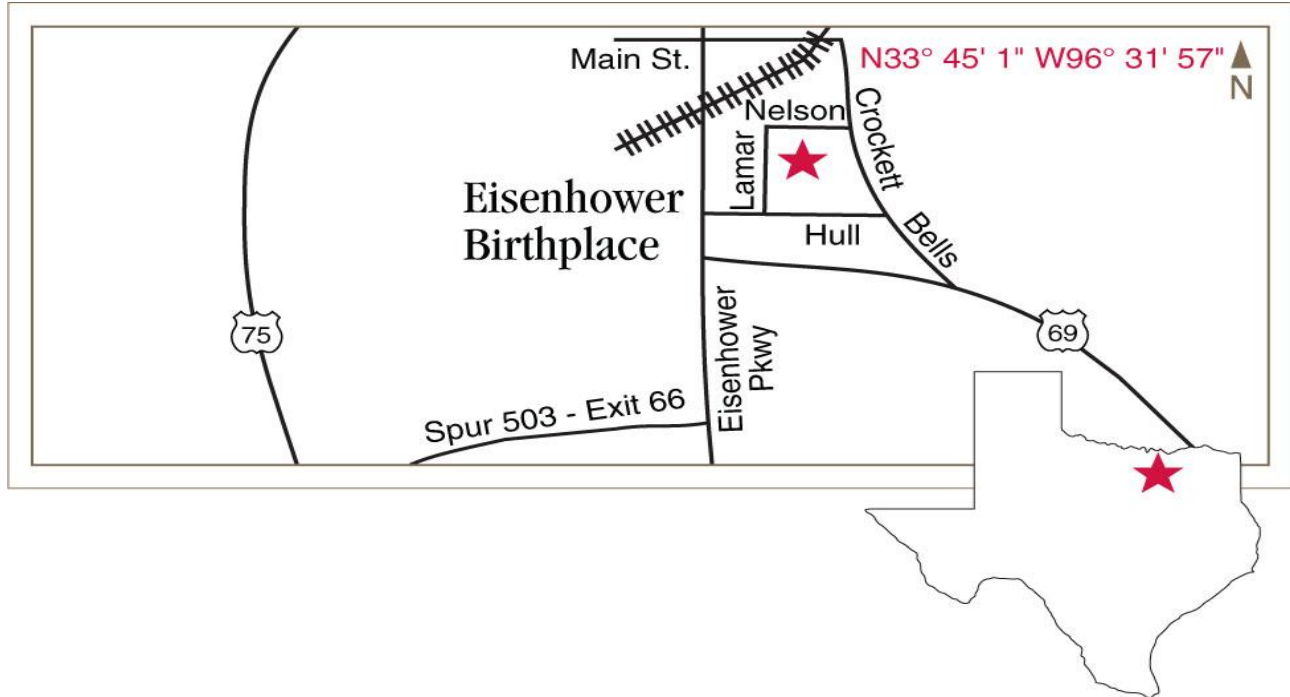 Main St.
N33° 45' 1" W96° 31' 57"
N
Nelson
Crockett
Lamar
Eisenhower
Birthplace
Hull
Bells
75
69
Eisenhower
Pkwy
Spur 503 - Exit 66